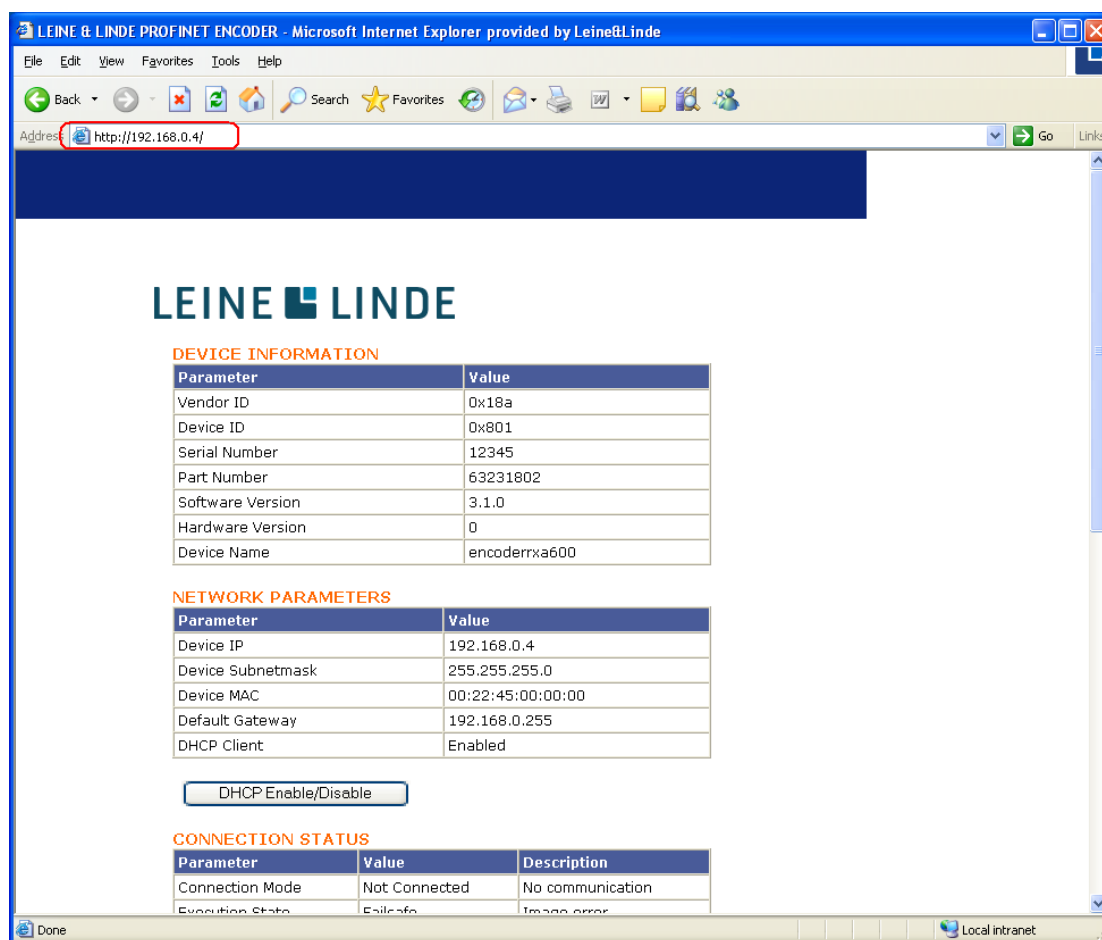 LEINE & LINDE PROFINET ENCODER - Microsoft Internet Explorer provided by Leine&Linde
File Edit View Favorites Tools Help
Back Search Favorites
Address http://192.168.0.4/ Go Links
LEINE LINDE
DEVICE INFORMATION
Parameter Value
Vendor ID 0x18a
Device ID 0x801
Serial Number 12345
Part Number 63231802
Software Version 3.1.0
Hardware Version 0
Device Name encoderrxa600
NETWORK PARAMETERS
Parameter Value
Device IP 192.168.0.4
Device Subnetmask 255.255.255.0
Device MAC 00:22:45:00:00:00
Default Gateway 192.168.0.255
DHCP Client Enabled
DHCP Enable/Disable
CONNECTION STATUS
Parameter Value Description
Connection Mode Not Connected No communication
Execution State Failsafe Image error
Done Local intranet